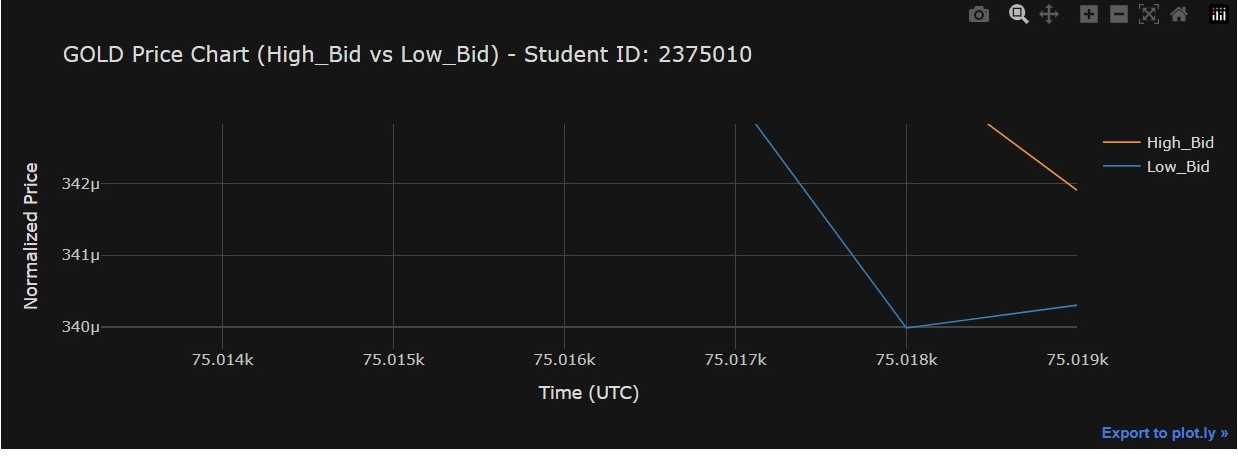 GOLD Price Chart (High_Bid vs Low_Bid) - Student ID: 2375010
High_Bid
Low_Bid
Normalized Price
342μ
341μ
340μ
75.014k 75.015k 75.016k 75.017k 75.018k 75.019k
Time (UTC)
Export to plot.ly »